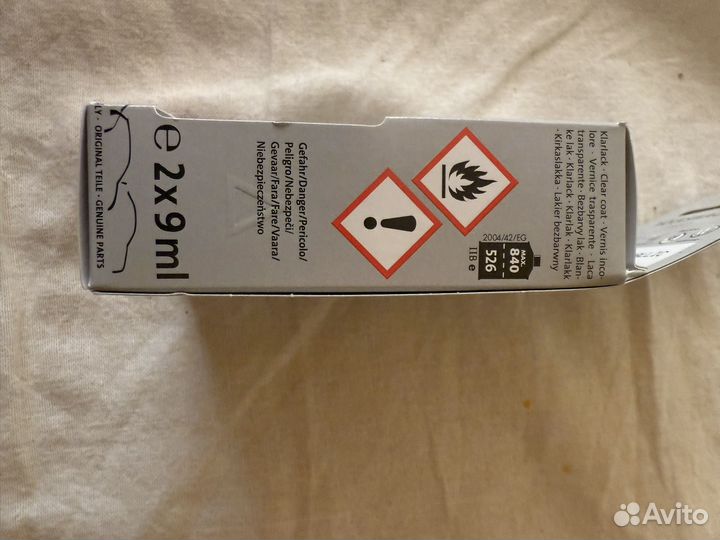 Klarlack · Clear coat · Vernis Inco-
lore · Vernice trasparente · Laca
transparente · Bezbarvý lak · Blan-
ke lak · Klarlack · Klarlak · Klarlakk
· Kirkaslakka · Lakier bezbarwny
2004/42/EG
MAX.
840
526
IIB e
Gefahr/Danger/Pericolo/
Peligro/Nebezpečí/
Gevaar/Fara/Fare/Vaara/
Niebezpieczeństwo
e 2 x 9 ml
LY · ORIGINAL TEILE · GENUINE PARTS
Avito